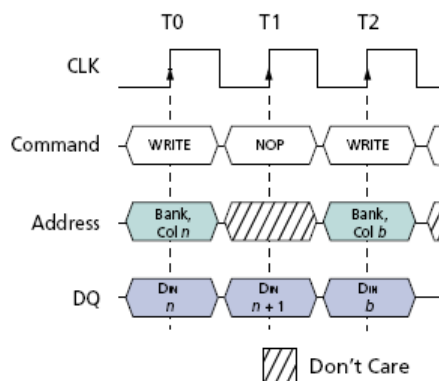 T0 T1 T2
CLK
Command WRITE NOP WRITE
Address Bank, Bank,
Col n Col b
DQ DIN DIN DIN
n n + 1 b
Don't Care